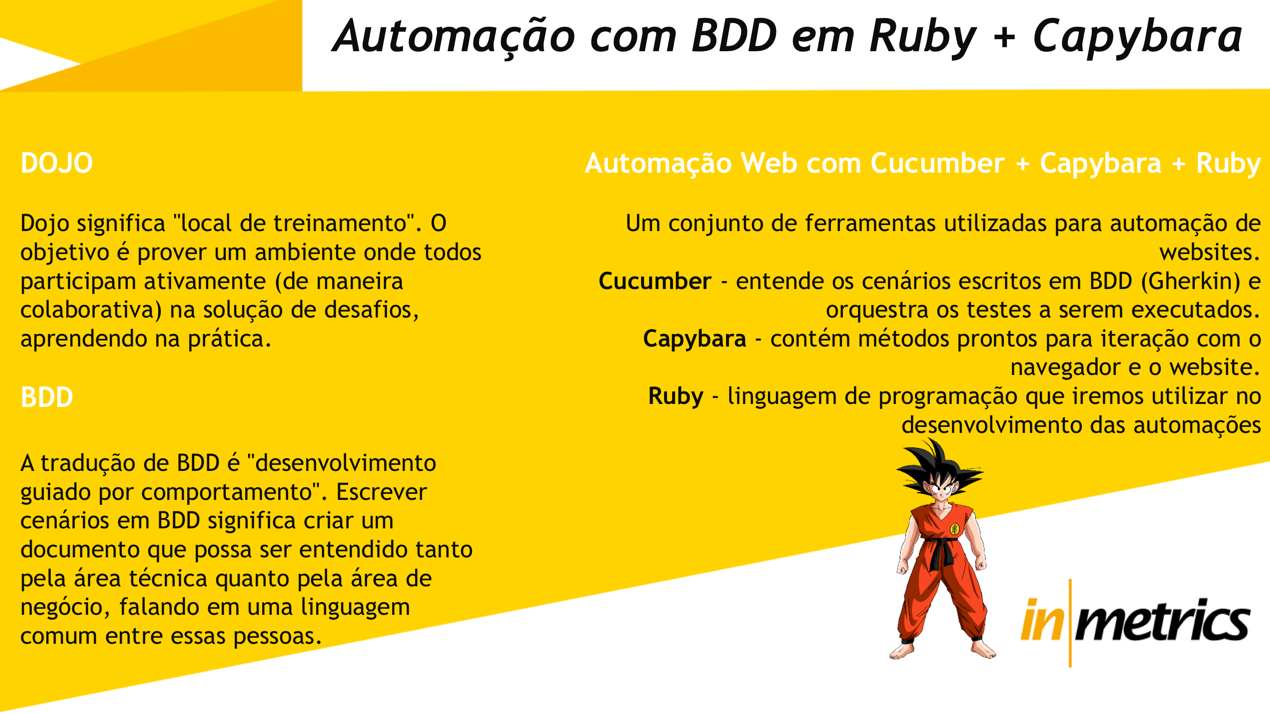 Automação com BDD em Ruby + Capybara
DOJO
Dojo significa "local de treinamento". O
objetivo é prover um ambiente onde todos
participam ativamente (de maneira
colaborativa) na solução de desafios,
aprendendo na prática.
BDD
A tradução de BDD é "desenvolvimento
guiado por comportamento". Escrever
cenários em BDD significa criar um
documento que possa ser entendido tanto
pela área técnica quanto pela área de
negócio, falando em uma linguagem
comum entre essas pessoas.
Automação Web com Cucumber + Capybara + Ruby
Um conjunto de ferramentas utilizadas para automação de
websites.
Cucumber - entende os cenários escritos em BDD (Gherkin) e
orquestra os testes a serem executados.
Capybara - contém métodos prontos para iteração com o
navegador e o website.
Ruby - linguagem de programação que iremos utilizar no
desenvolvimento das automações
in|metrics